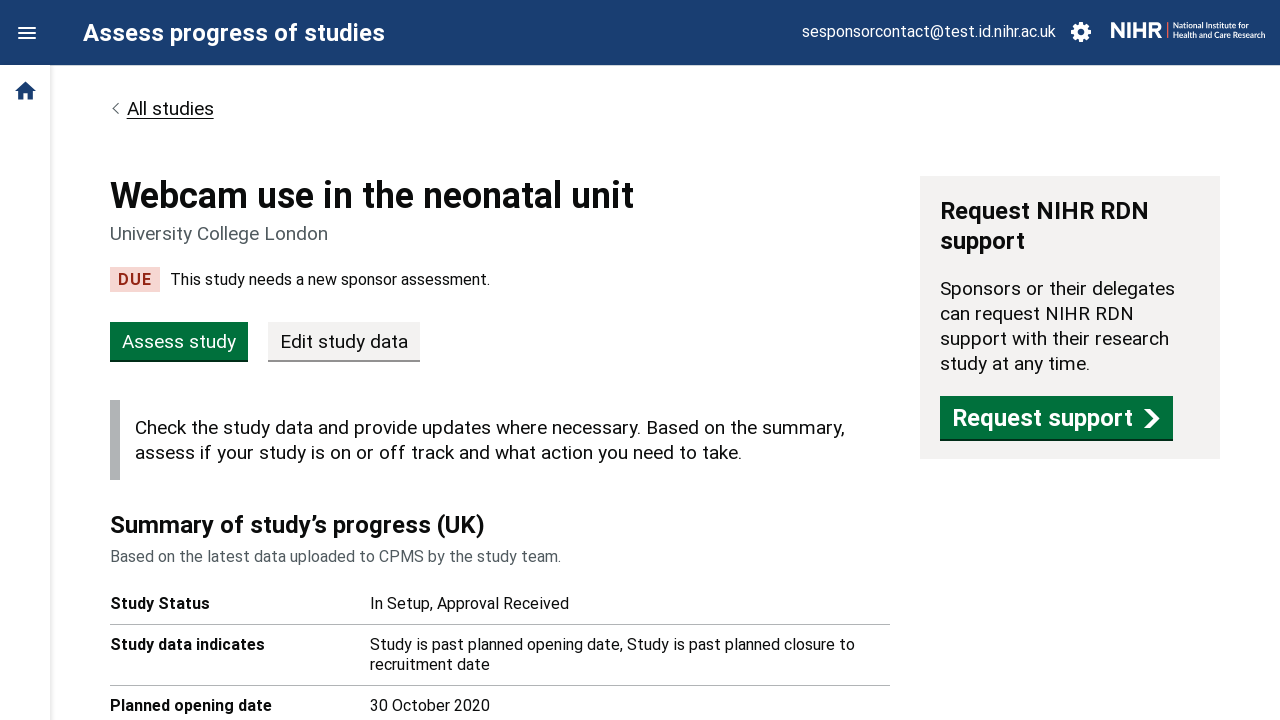 Assess progress of studies
sesponsorcontact@test.id.nihr.ac.uk
NIHR
National Institute for
Health and Care Research
All studies
Webcam use in the neonatal unit
University College London
DUE This study needs a new sponsor assessment.
Assess study
Edit study data
Check the study data and provide updates where necessary. Based on the summary,
assess if your study is on or off track and what action you need to take.
Summary of study’s progress (UK)
Based on the latest data uploaded to CPMS by the study team.
Study Status In Setup, Approval Received
Study data indicates Study is past planned opening date, Study is past planned closure to
recruitment date
Planned opening date 30 October 2020
Request NIHR RDN
support
Sponsors or their delegates
can request NIHR RDN
support with their research
study at any time.
Request support